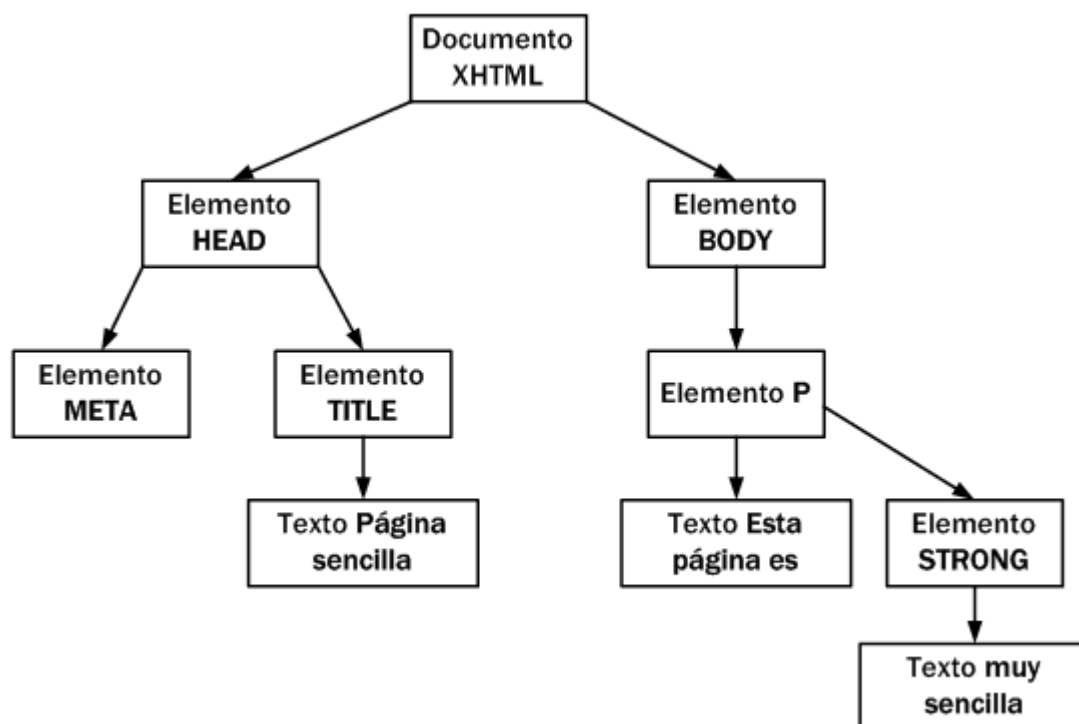 Documento
XHTML
Elemento
HEAD
Elemento
BODY
Elemento
META
Elemento
TITLE
Elemento P
Texto Página
sencilla
Texto Esta
página es
Elemento
STRONG
Texto muy
sencilla